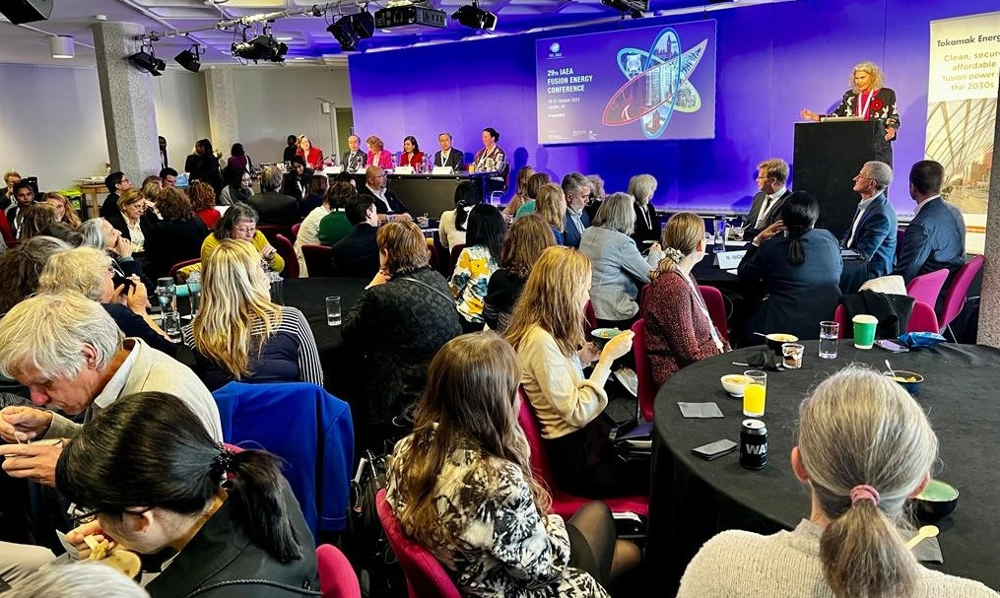 29TH IAEA
FUSION ENERGY
CONFERENCE
16–21 October 2023
London, UK
Tokamak Energ
Clean, secure
affordable
fusion power i
the 2030s
WA